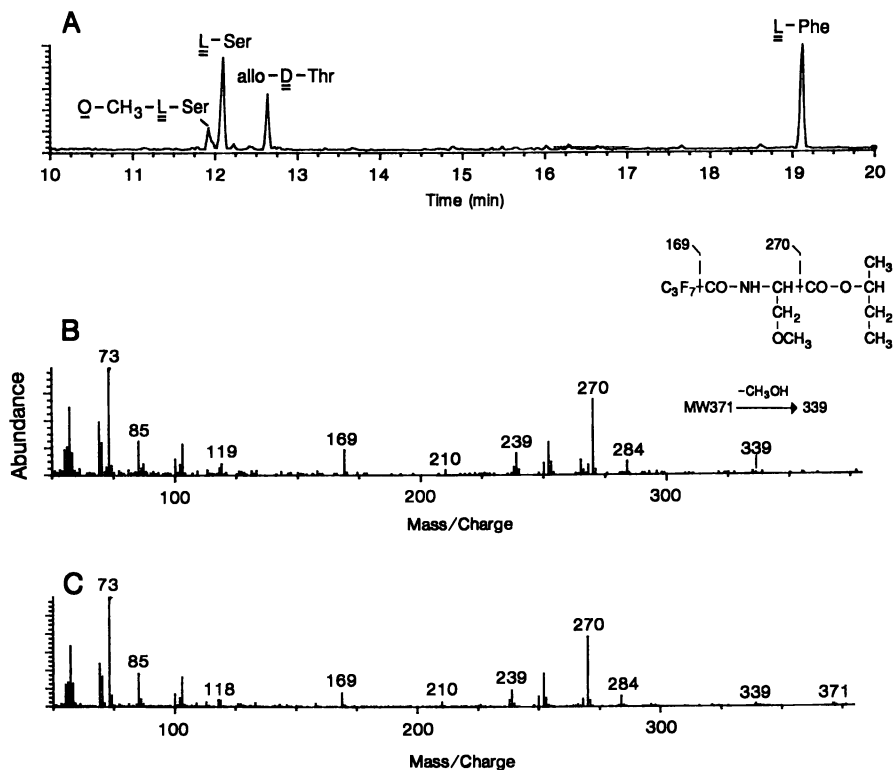 A
L-Ser
L-Phe
allo-D-Thr
O-CH3-L-Ser
10 11 12 13 14 15 16 17 18 19 20
Time (min)
169 270
CH3
C3F7 CO-NH-CH CO-O-CH
CH2 CH2
OCH3 CH3
B
73
85
119
169
210
239
270
284
339
-CH3OH
MW371 339
Abundance
100 200 300
Mass/Charge
C
73
85
118
169
210
239
270
284
339
371
100 200 300
Mass/Charge